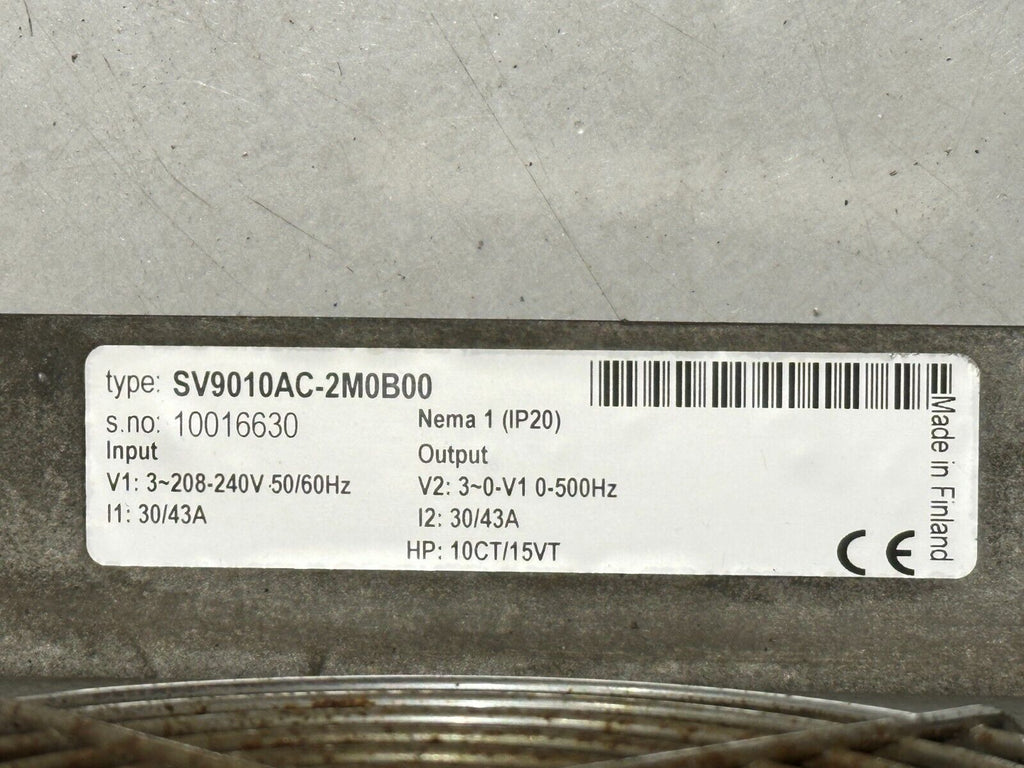 type: SV9010AC-2M0B00
s.no: 10016630
Nema 1 (IP20)
Input
Output
V1: 3~208-240V 50/60Hz
V2: 3~0-V1 0-500Hz
I1: 30/43A
I2: 30/43A
HP: 10CT/15VT
CE
Made in Finland